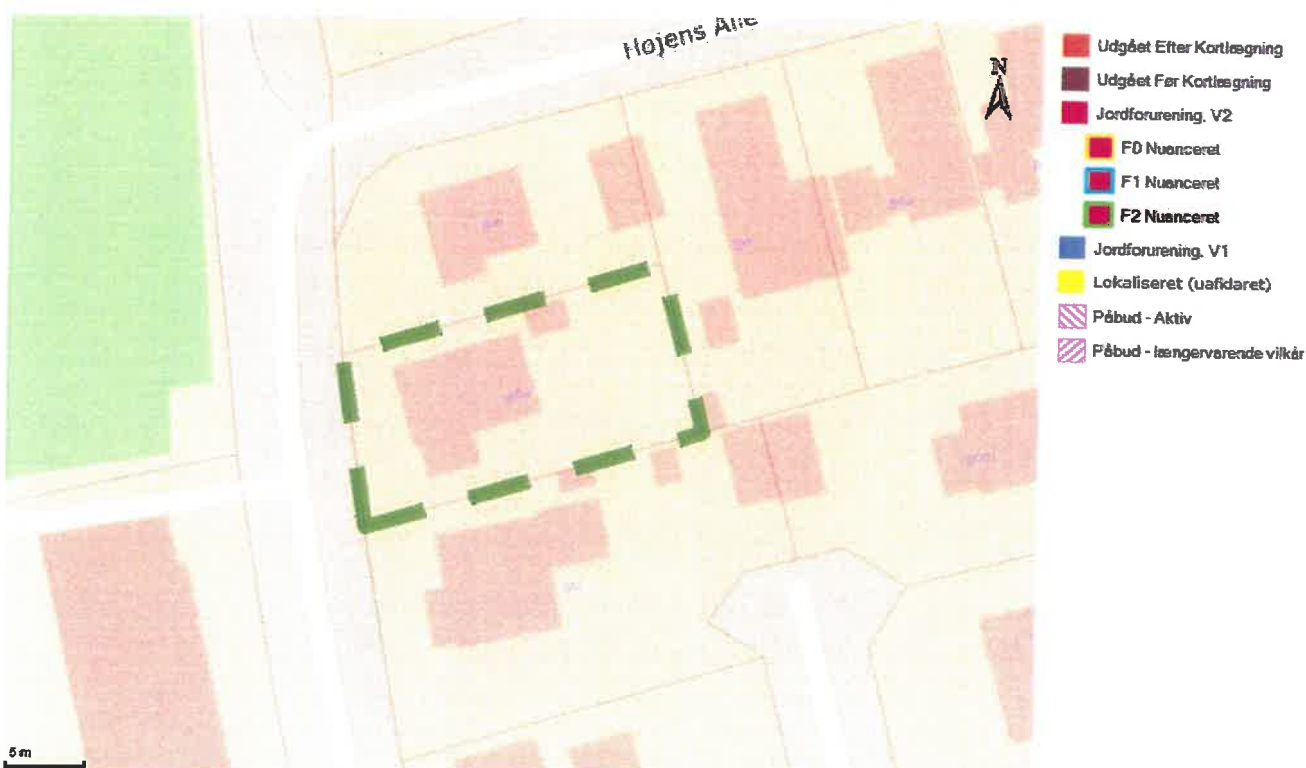 Højens Alle
N
Udgået Efter Kortlægning
Udgået Før Kortlægning
Jordforurening, V2
F0 Nuanceret
F1 Nuanceret
F2 Nuanceret
Jordforurening, V1
Lokaliseret (uafklaret)
Påbud - Aktiv
Påbud - længervarende vilkår
5 m